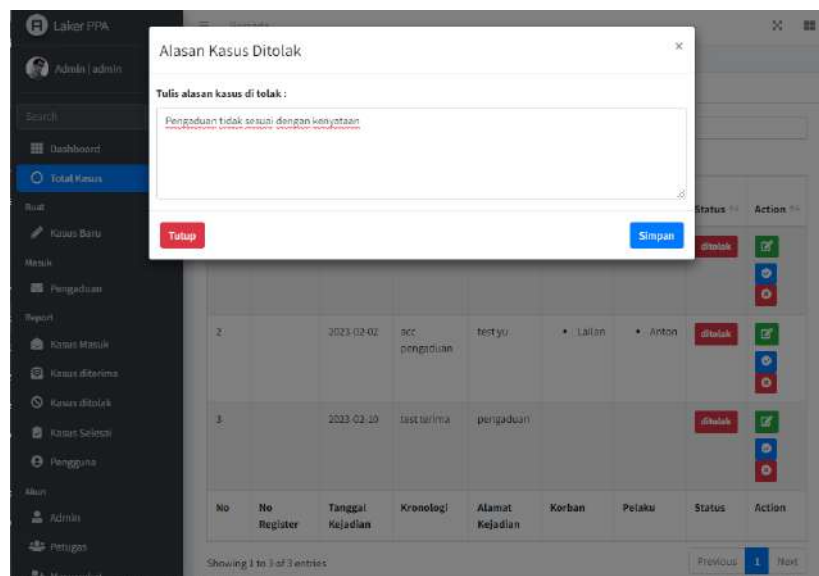 Laker PPA
Admin | admin
Search
Dashboard
Total Kasus
Buat
Kasus Baru
Masuk
Pengaduan
Report
Kasus Masuk
Kasus diterima
Kasus ditolak
Kasus Selesai
Pengguna
Akun
Admin
Petugas
Alasan Kasus Ditolak
×
Tulis alasan kasus di tolak :
Pengaduan tidak sesuai dengan kenyataan
Tutup
Simpan
Status
Action
ditolak
2
2023-02-02
acc
pengaduan
test yu
• Lailan
• Anton
ditolak
3
2023-02-10
test terima
pengaduan
ditolak
No
No
Register
Tanggal
Kejadian
Kronologi
Alamat
Kejadian
Korban
Pelaku
Status
Action
Showing 1 to 3 of 3 entries
Previous
1
Next